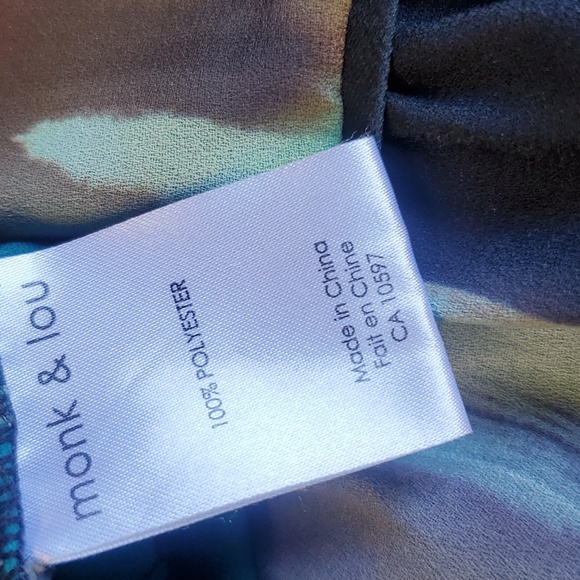 monk & lou
100% POLYESTER
Made in China
Fait en Chine
CA 10597